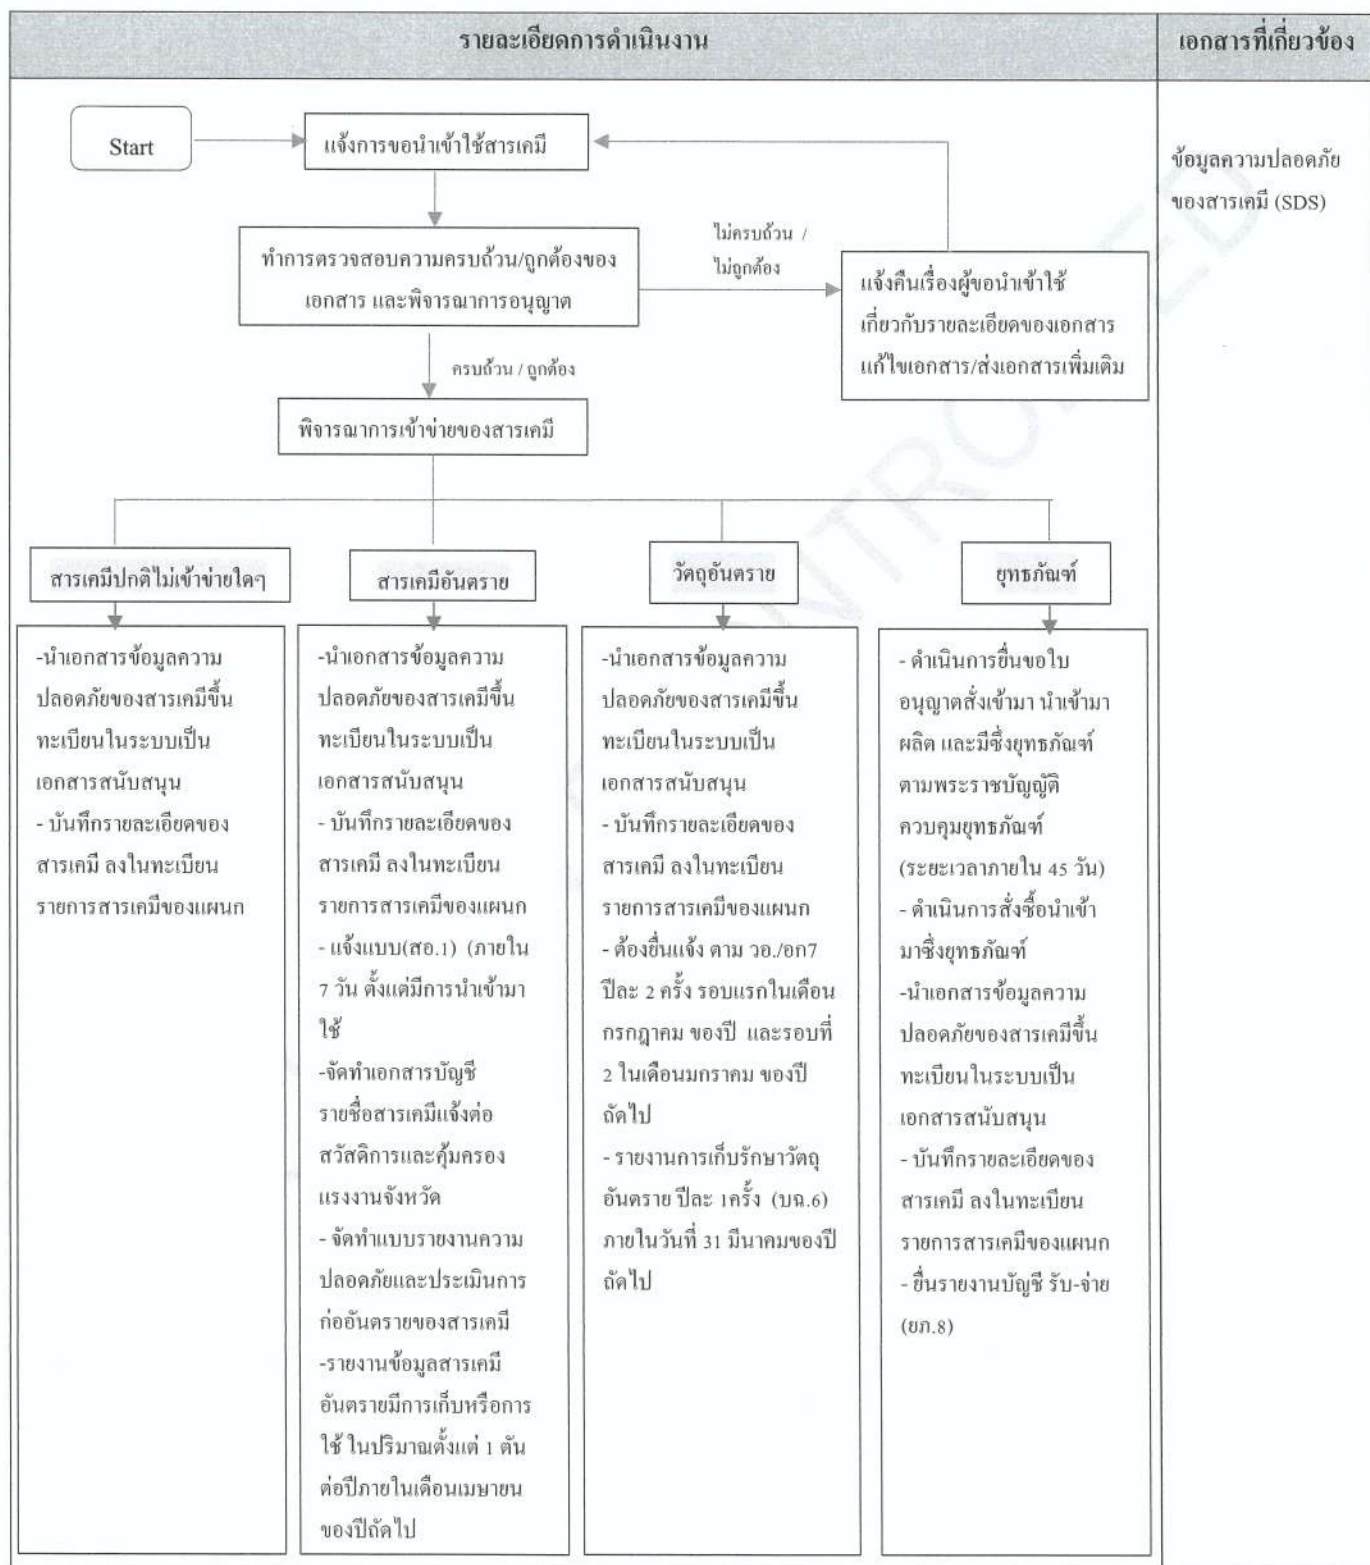 รายละเอียดการดำเนินงาน
เอกสารที่เกี่ยวข้อง
Start
แจ้งการขอนำเข้าใช้สารเคมี
ข้อมูลความปลอดภัย
ของสารเคมี (SDS)
ทำการตรวจสอบความครบถ้วน/ถูกต้องของ
เอกสาร และพิจารณาการอนุญาต
ไม่ครบถ้วน /
ไม่ถูกต้อง
แจ้งคืนเรื่องผู้ขอนำเข้าใช้
เกี่ยวกับรายละเอียดของเอกสาร
แก้ไขเอกสาร/ส่งเอกสารเพิ่มเติม
ครบถ้วน / ถูกต้อง
พิจารณาการเข้าข่ายของสารเคมี
สารเคมีปกติไม่เข้าข่ายใดๆ
สารเคมีอันตราย
วัตถุอันตราย
ยุทธภัณฑ์
-นำเอกสารข้อมูลความ
ปลอดภัยของสารเคมีขึ้น
ทะเบียนในระบบเป็น
เอกสารสนับสนุน
- บันทึกรายละเอียดของ
สารเคมี ลงในทะเบียน
รายการสารเคมีของแผนก
-นำเอกสารข้อมูลความ
ปลอดภัยของสารเคมีขึ้น
ทะเบียนในระบบเป็น
เอกสารสนับสนุน
- บันทึกรายละเอียดของ
สารเคมี ลงในทะเบียน
รายการสารเคมีของแผนก
- แจ้งแบบ(สอ.1) (ภายใน
7 วัน ตั้งแต่มีการนำเข้ามา
ใช้
-จัดทำเอกสารบัญชี
รายชื่อสารเคมีแจ้งต่อ
สวัสดิการและคุ้มครอง
แรงงานจังหวัด
- จัดทำแบบรายงานความ
ปลอดภัยและประเมินการ
ก่ออันตรายของสารเคมี
-รายงานข้อมูลสารเคมี
อันตรายมีการเก็บหรือการ
ใช้ ในปริมาณตั้งแต่ 1 ตัน
ต่อปีภายในเดือนเมษายน
ของปีถัดไป
-นำเอกสารข้อมูลความ
ปลอดภัยของสารเคมีขึ้น
ทะเบียนในระบบเป็น
เอกสารสนับสนุน
- บันทึกรายละเอียดของ
สารเคมี ลงในทะเบียน
รายการสารเคมีของแผนก
- ต้องยื่นแจ้ง ตาม วอ./อก7
ปีละ 2 ครั้ง รอบแรกในเดือน
กรกฎาคม ของปี และรอบที่
2 ในเดือนมกราคม ของปี
ถัดไป
- รายงานการเก็บรักษาวัตถุ
อันตราย ปีละ 1ครั้ง (บฉ.6)
ภายในวันที่ 31 มีนาคมของปี
ถัดไป
- ดำเนินการยื่นขอใบ
อนุญาตสั่งเข้ามา นำเข้ามา
ผลิต และมีซึ่งยุทธภัณฑ์
ตามพระราชบัญญัติ
ควบคุมยุทธภัณฑ์
(ระยะเวลาภายใน 45 วัน)
- ดำเนินการสั่งซื้อนำเข้า
มาซึ่งยุทธภัณฑ์
-นำเอกสารข้อมูลความ
ปลอดภัยของสารเคมีขึ้น
ทะเบียนในระบบเป็น
เอกสารสนับสนุน
- บันทึกรายละเอียดของ
สารเคมี ลงในทะเบียน
รายการสารเคมีของแผนก
- ยื่นรายงานบัญชี รับ-จ่าย
(ยภ.8)